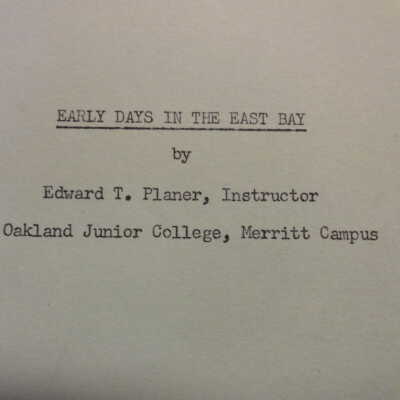 EARLY DAYS IN THE EAST BAY
by
Edward T. Planer, Instructor
Oakland Junior College, Merritt Campus